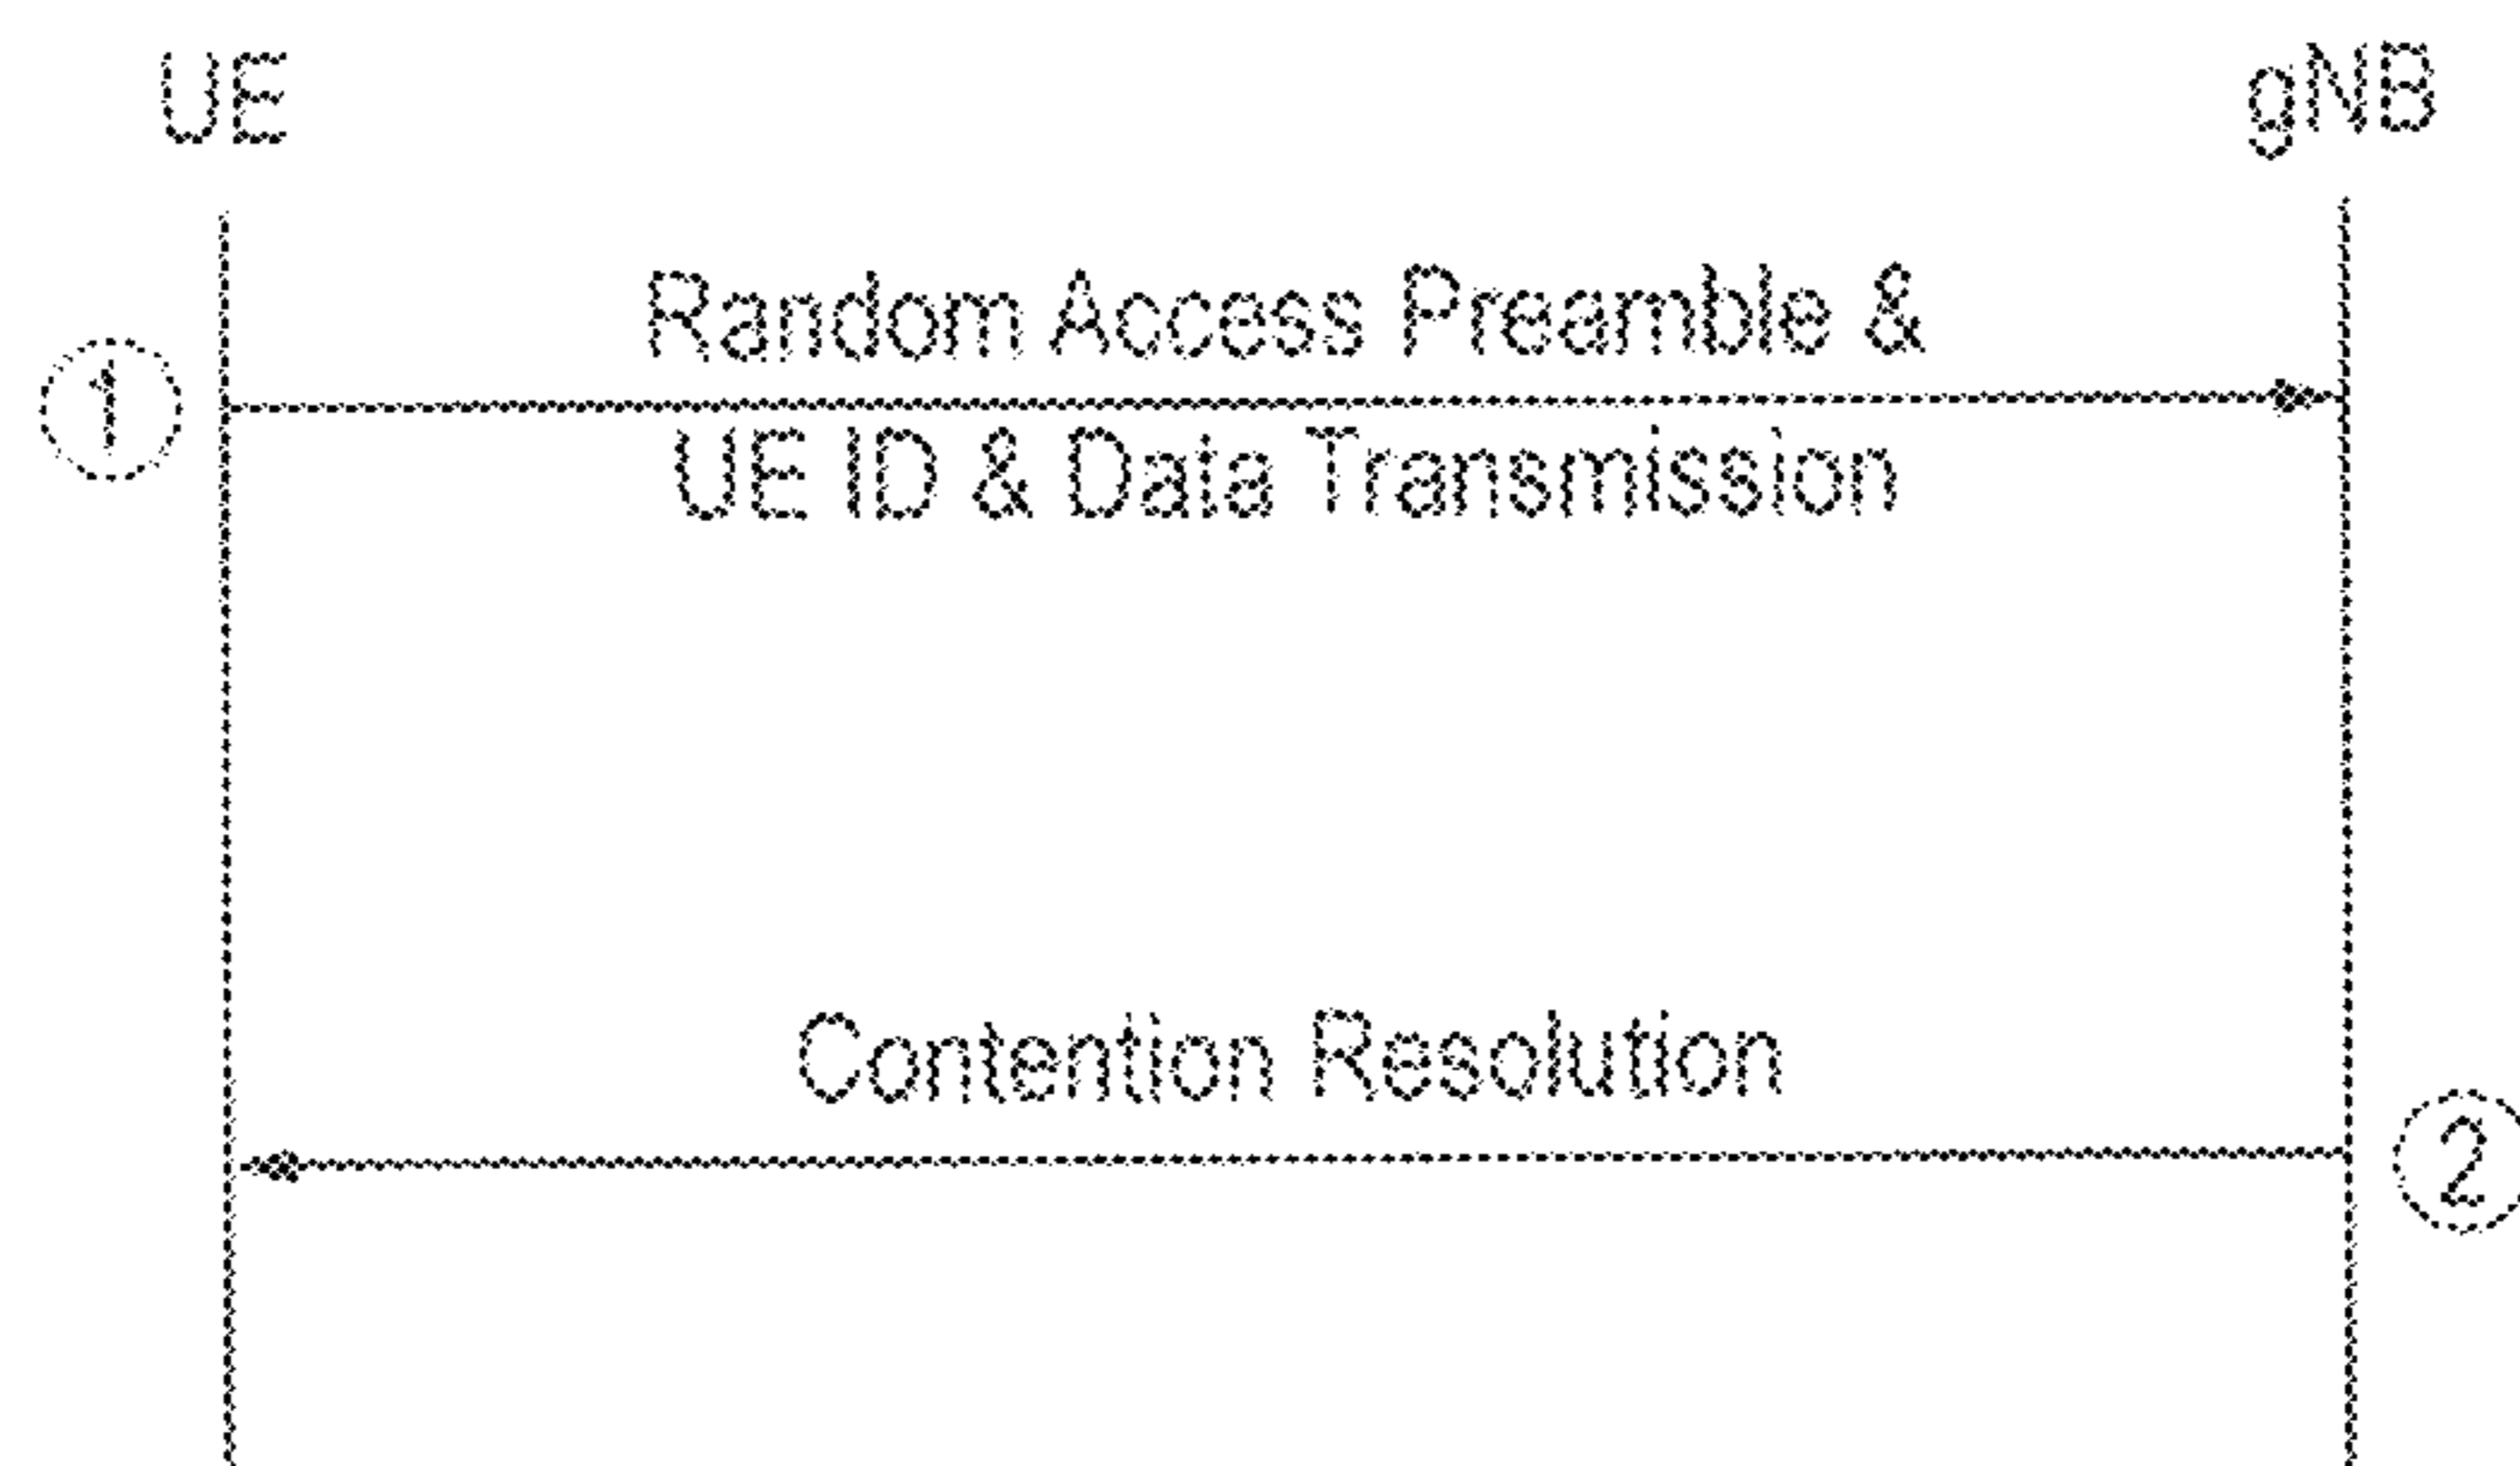 UE
gNB
Random Access Preamble &
1
UE ID & Data Transmission
Contention Resolution
2